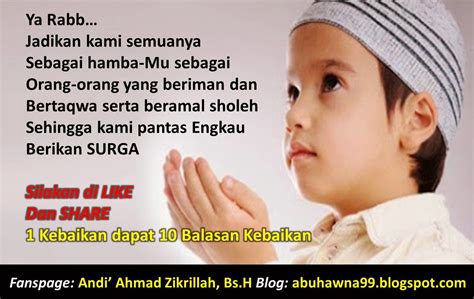 Ya Rabb…
Jadikan kami semuanya
Sebagai hamba-Mu sebagai
Orang-orang yang beriman dan
Bertaqwa serta beramal sholeh
Sehingga kami pantas Engkau
Berikan SURGA
Silakan di LIKE
Dan SHARE
1 Kebaikan dapat 10 Balasan Kebaikan
Fanspage: Andi’ Ahmad Zikrillah, Bs.H Blog: abuhawna99.blogspot.com